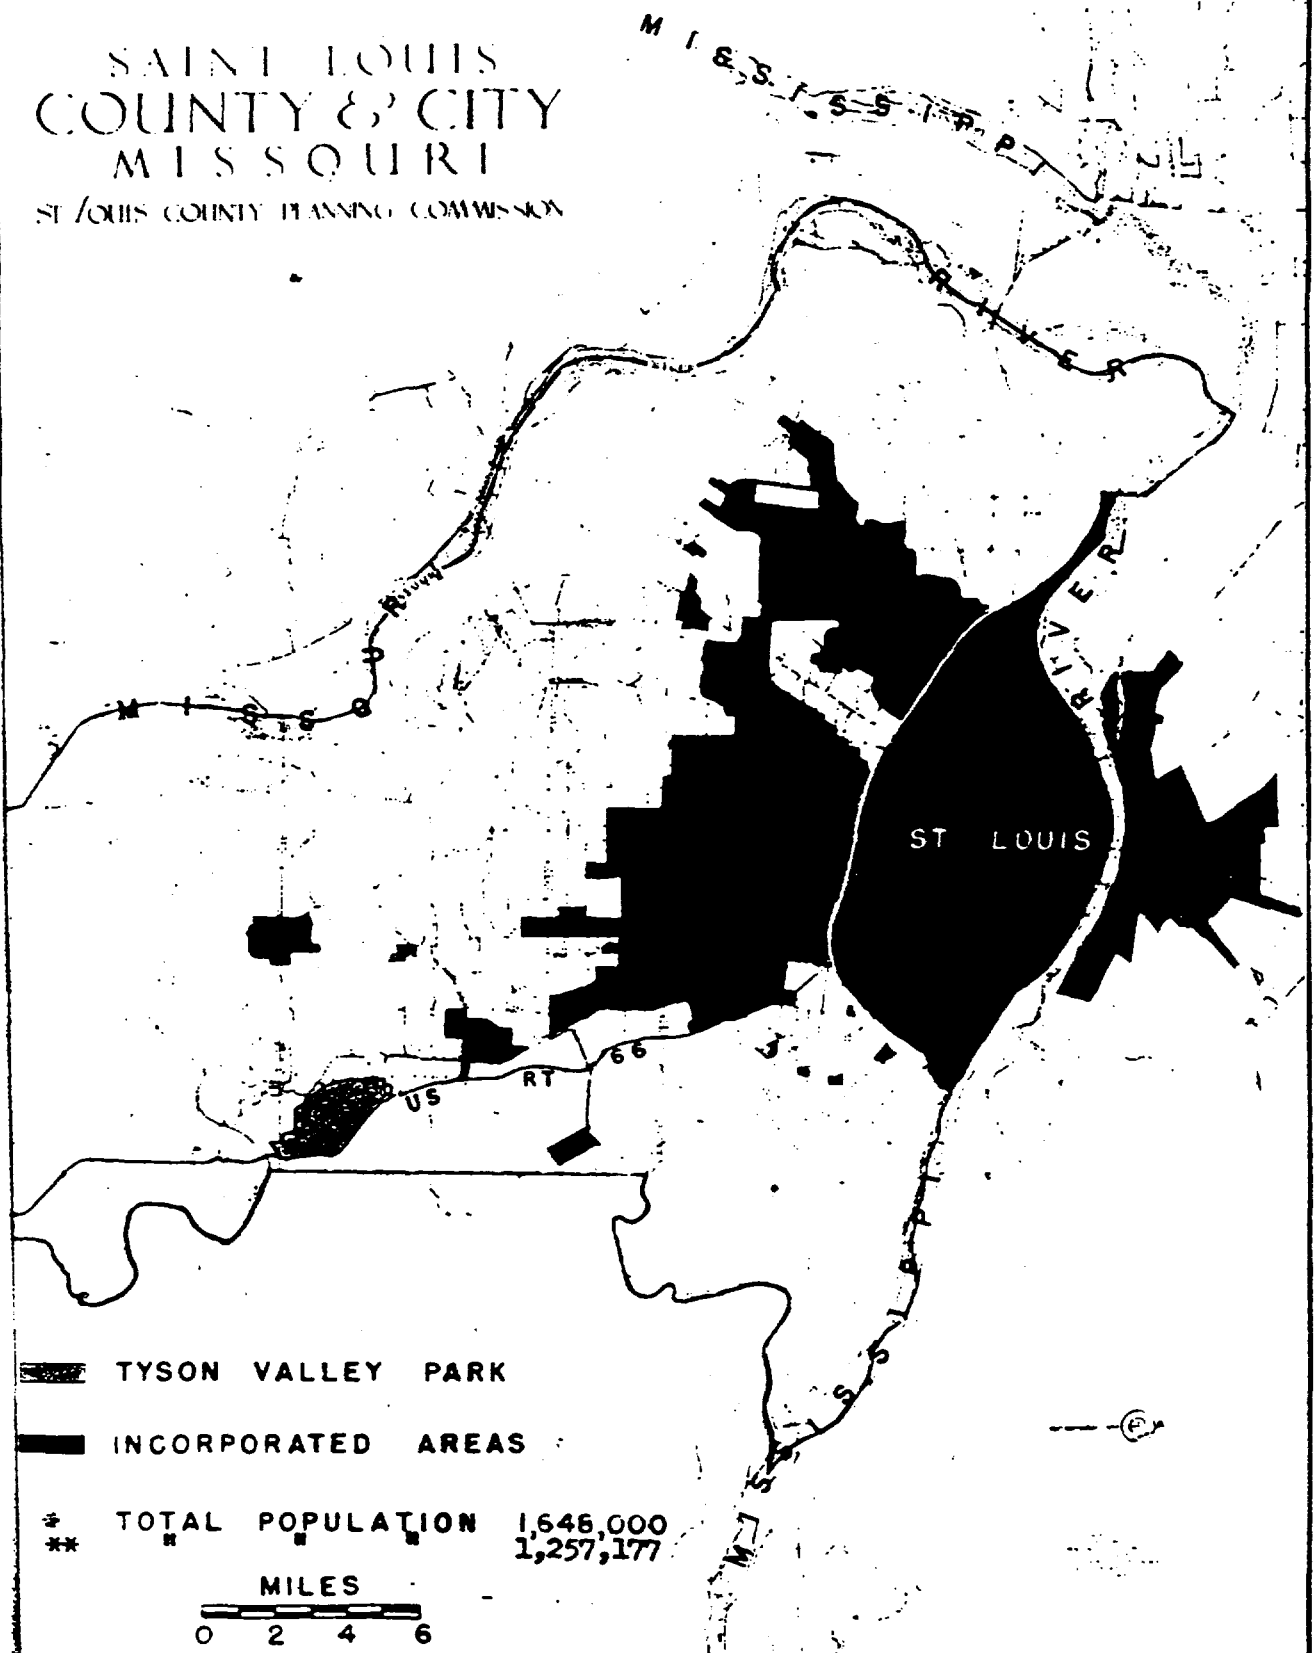 SAINT LOUIS
COUNTY & CITY
MISSOURI
ST LOUIS COUNTY PLANNING COMMISSION
MISSISSIPPI
RIVER
RIVER
MISSOURI
ST LOUIS
US RT 66
MISSISSIPPI
TYSON VALLEY PARK
INCORPORATED AREAS
* TOTAL POPULATION 1,646,000
** " " " 1,257,177
MILES
0 2 4 6